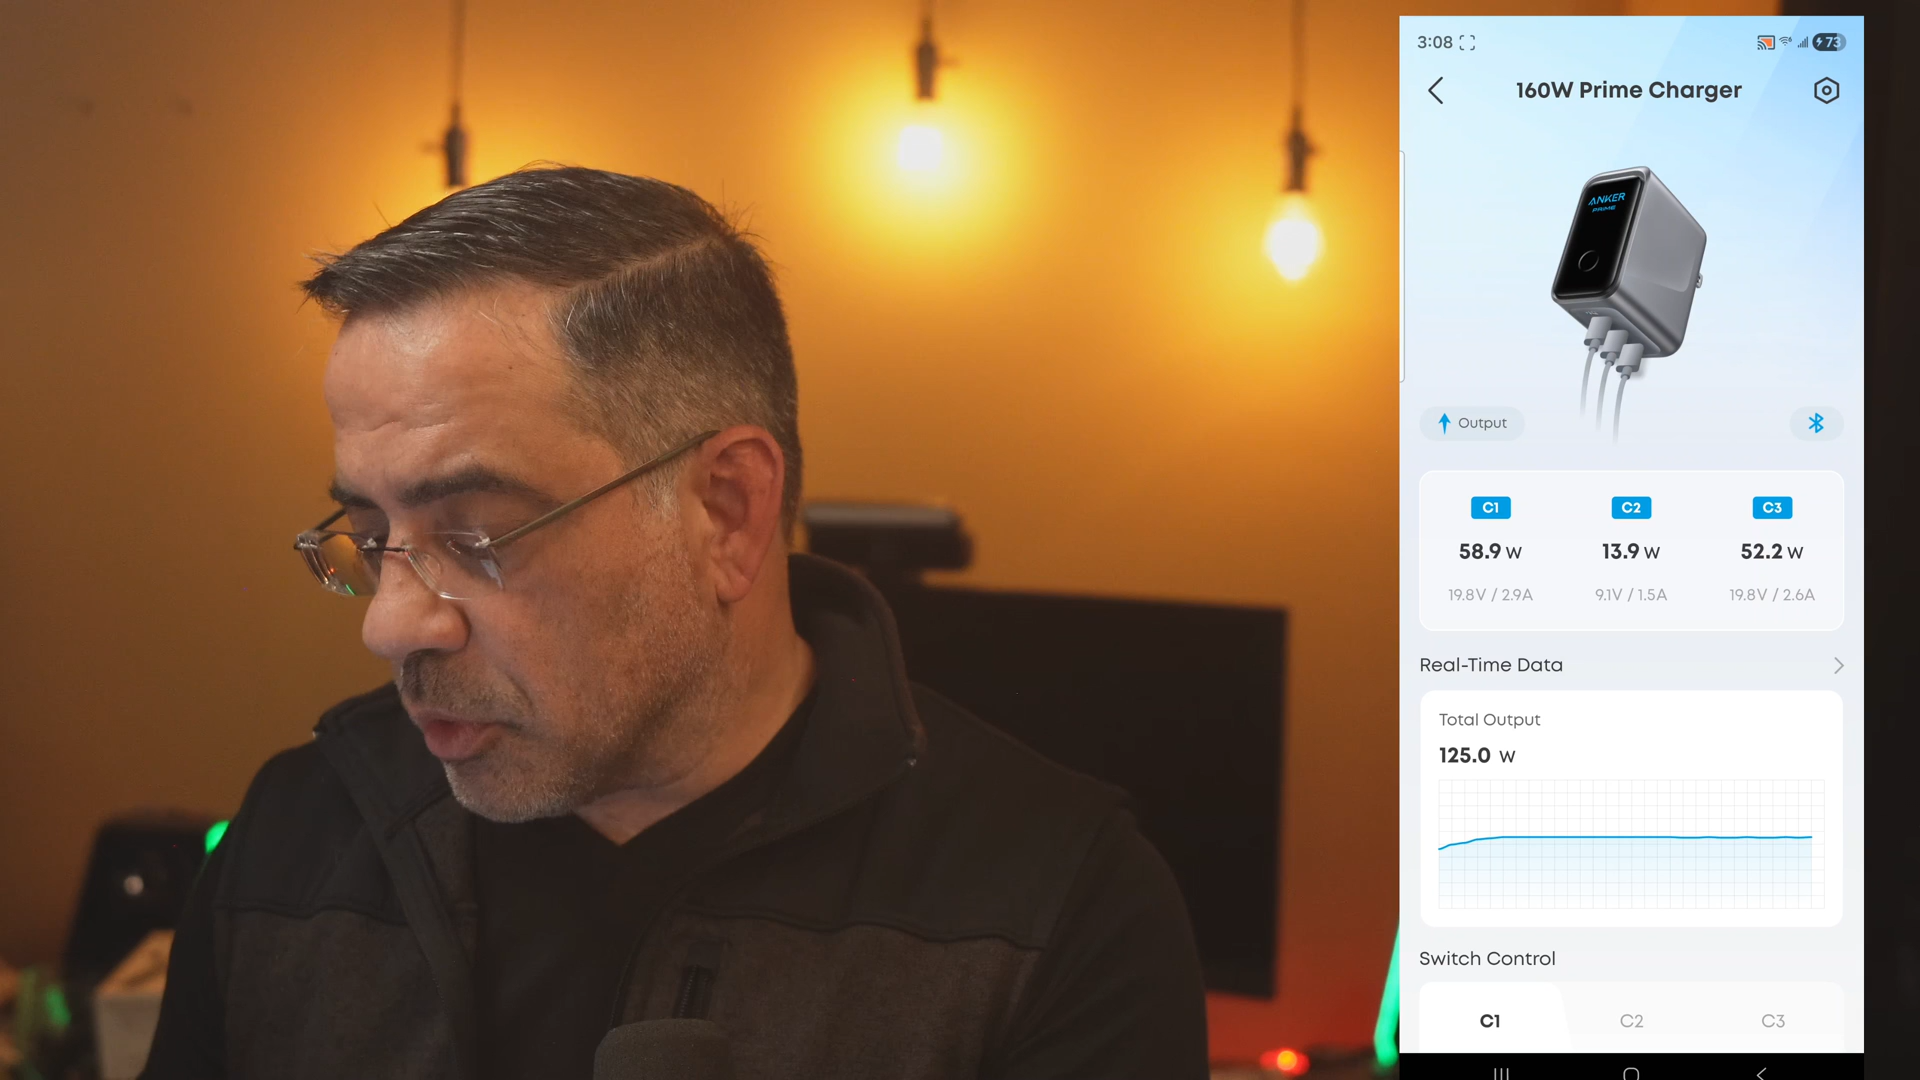 3:08
73
160W Prime Charger
ANKER
PRIME
Output
C1 C2 C3
58.9 W 13.9 W 52.2 W
19.8V / 2.9A 9.1V / 1.5A 19.8V / 2.6A
Real-Time Data
Total Output
125.0 W
Switch Control
C1 C2 C3